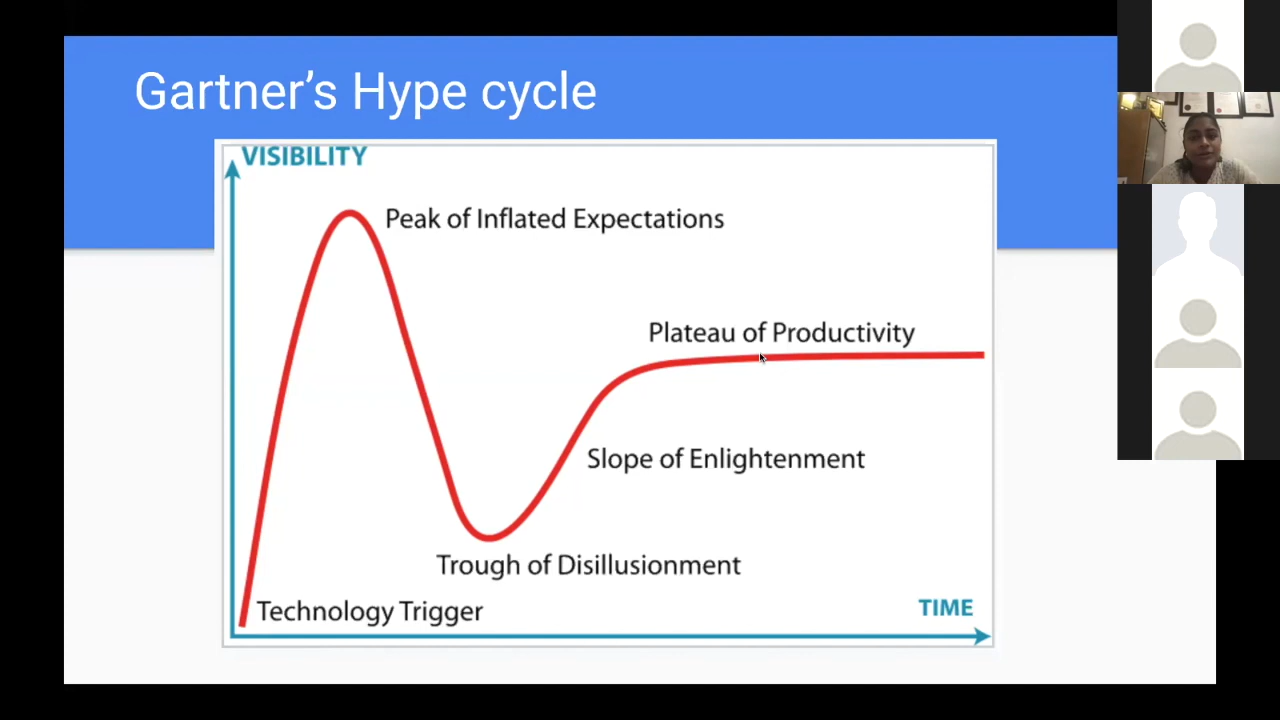 Gartner’s Hype cycle
VISIBILITY
Peak of Inflated Expectations
Plateau of Productivity
Slope of Enlightenment
Trough of Disillusionment
Technology Trigger
TIME